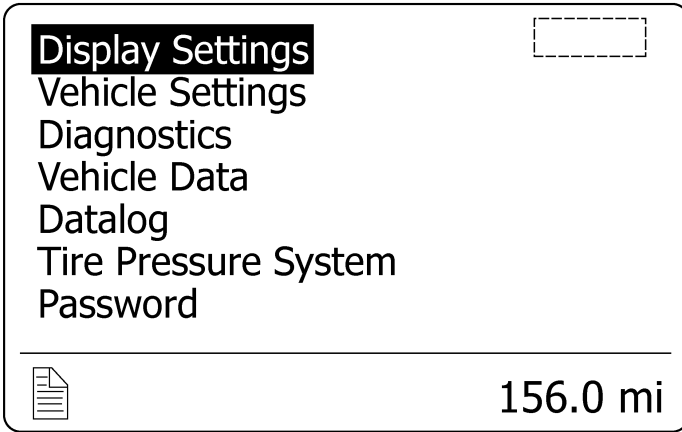 Display Settings
Vehicle Settings
Diagnostics
Vehicle Data
Datalog
Tire Pressure System
Password
156.0 mi